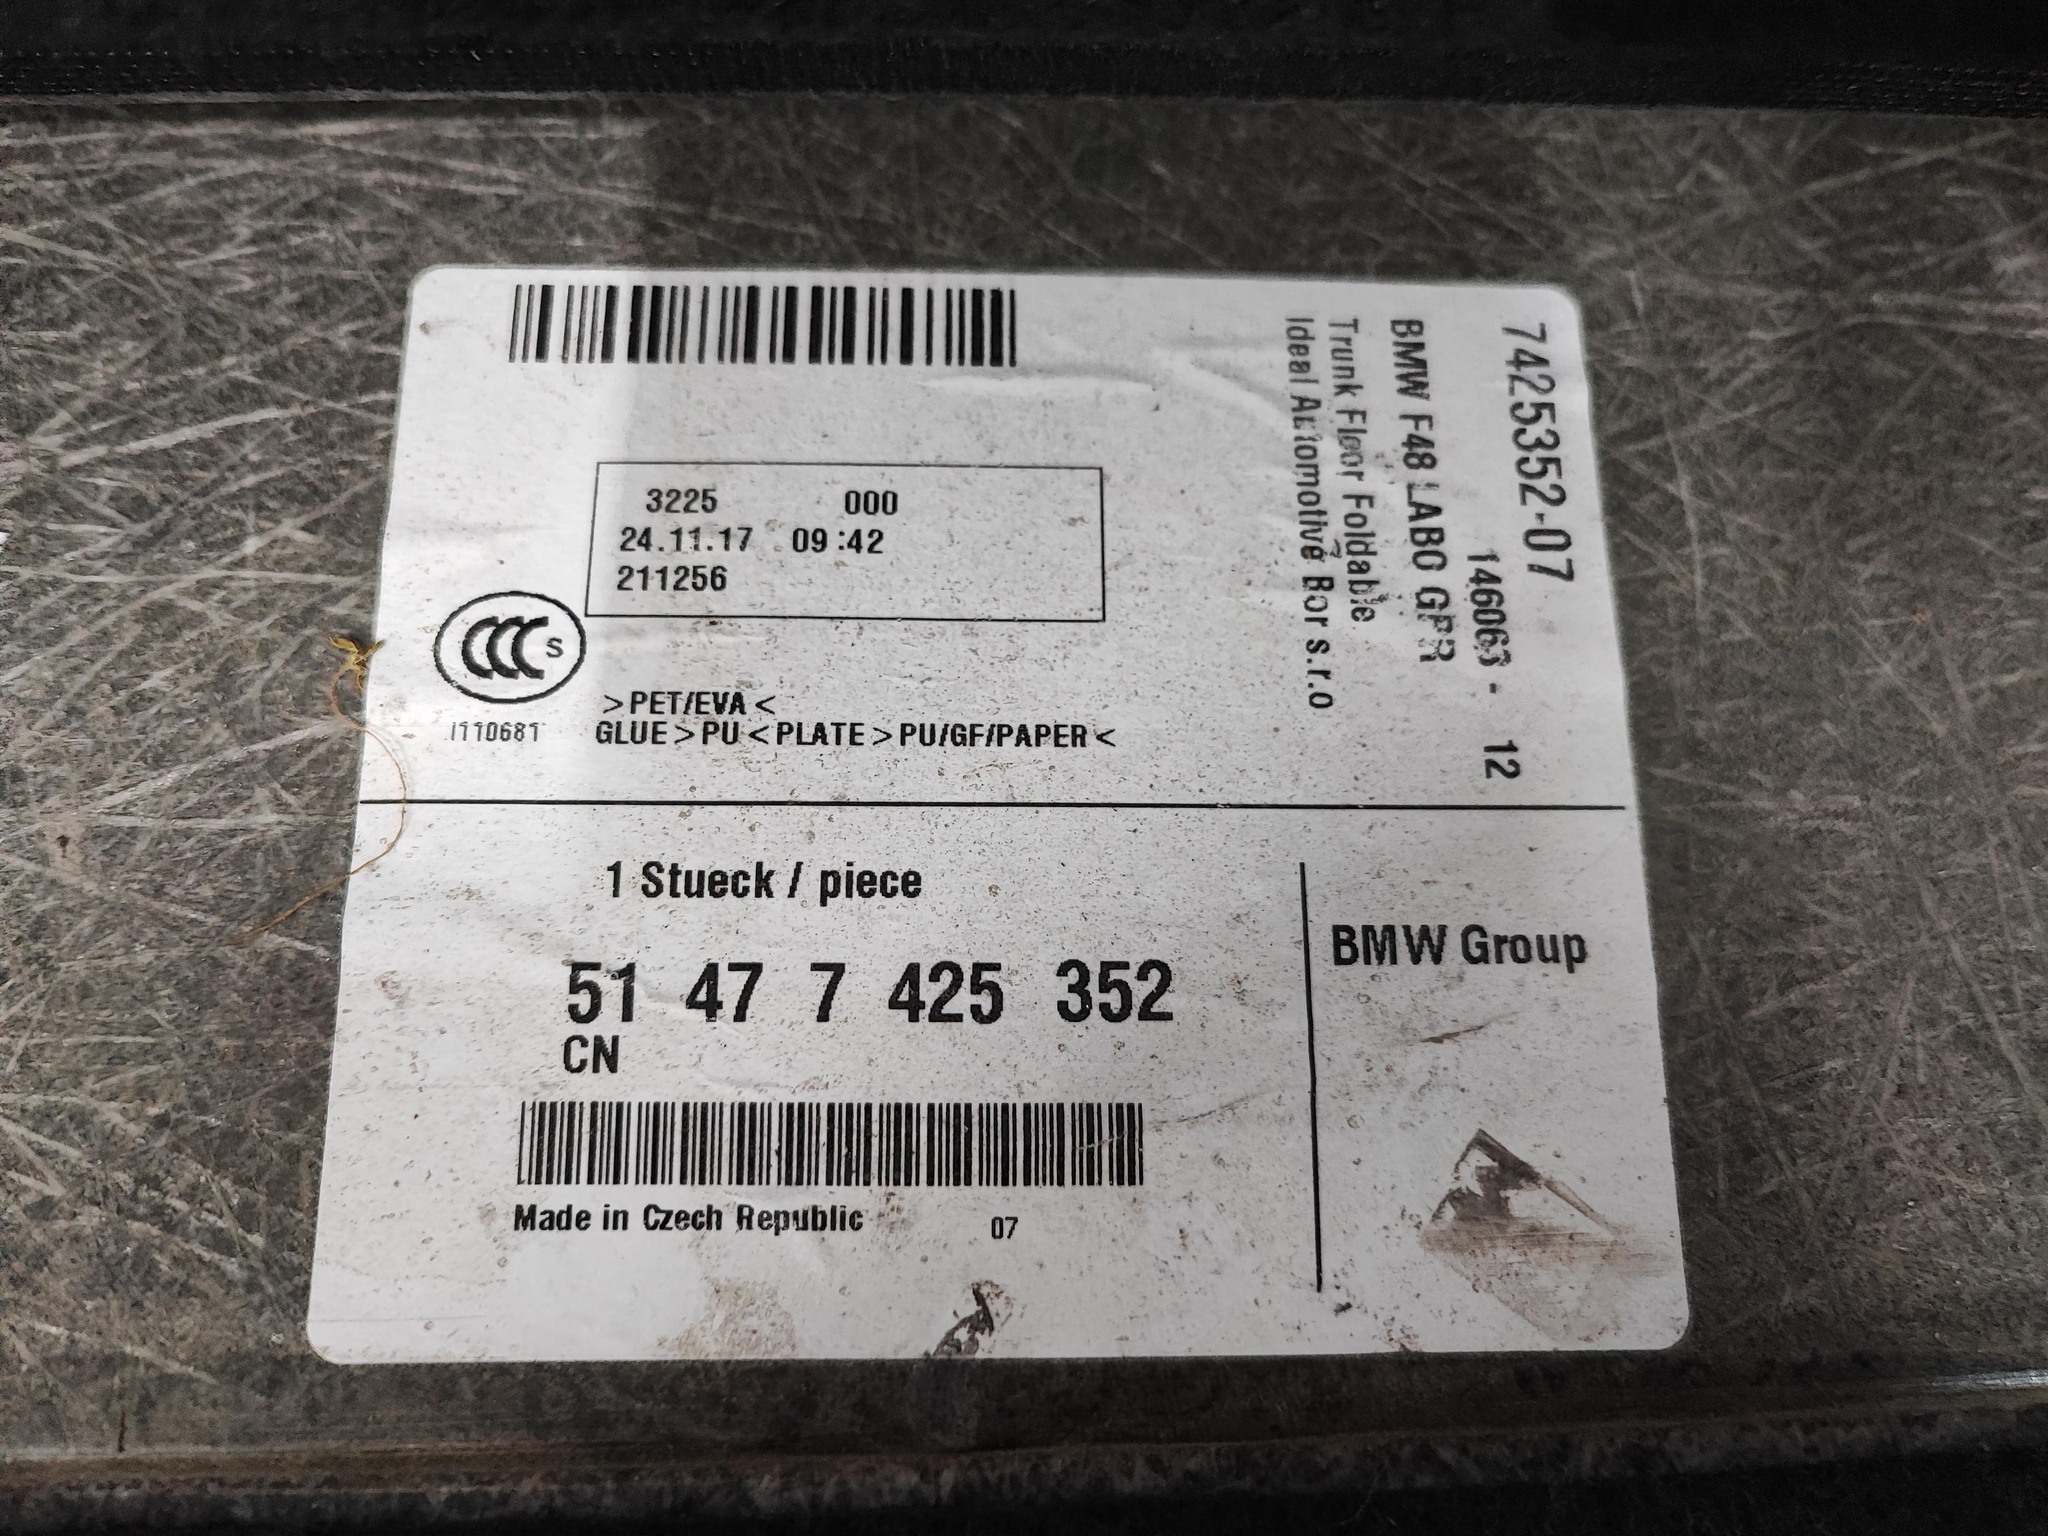 3225 000
24.11.17 09:42
211256
CCC S
I110681
>PET/EVA<
GLUE>PU<PLATE>PU/GF/PAPER<
7425352-07
146063- 12
BMW F48 LABO GFR
Trunk Floor Foldable
Ideal Automotive Bor s.r.o
1 Stueck / piece
51 47 7 425 352
CN
Made in Czech Republic 07
BMW Group